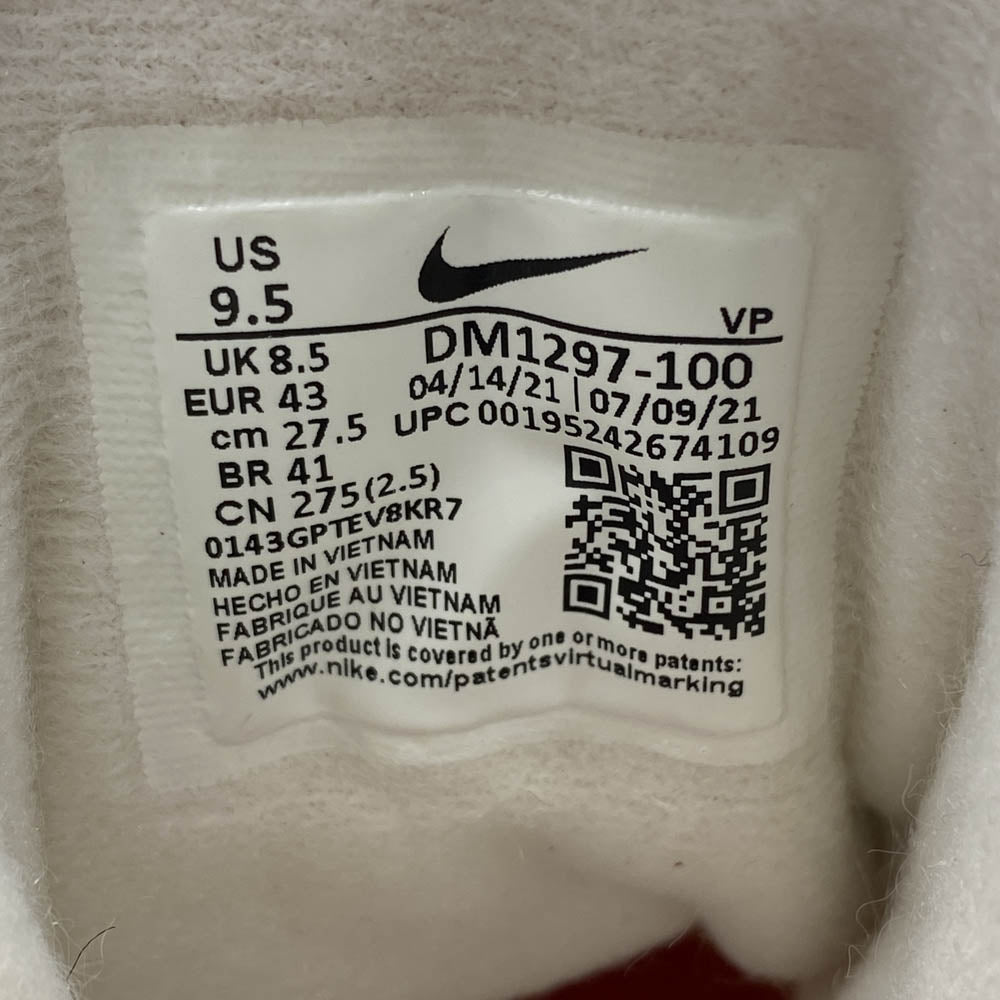 US
9.5
VP
UK 8.5
EUR 43
cm 27.5
BR 41
CN 275(2.5)
DM1297-100
04/14/21 | 07/09/21
UPC 00195242674109
0143GPTEV8KR7
MADE IN VIETNAM
HECHO EN VIETNAM
FABRIQUE AU VIETNAM
FABRICADO NO VIETNÃ
This product is covered by one or more patents:
www.nike.com/patentsvirtualmarking